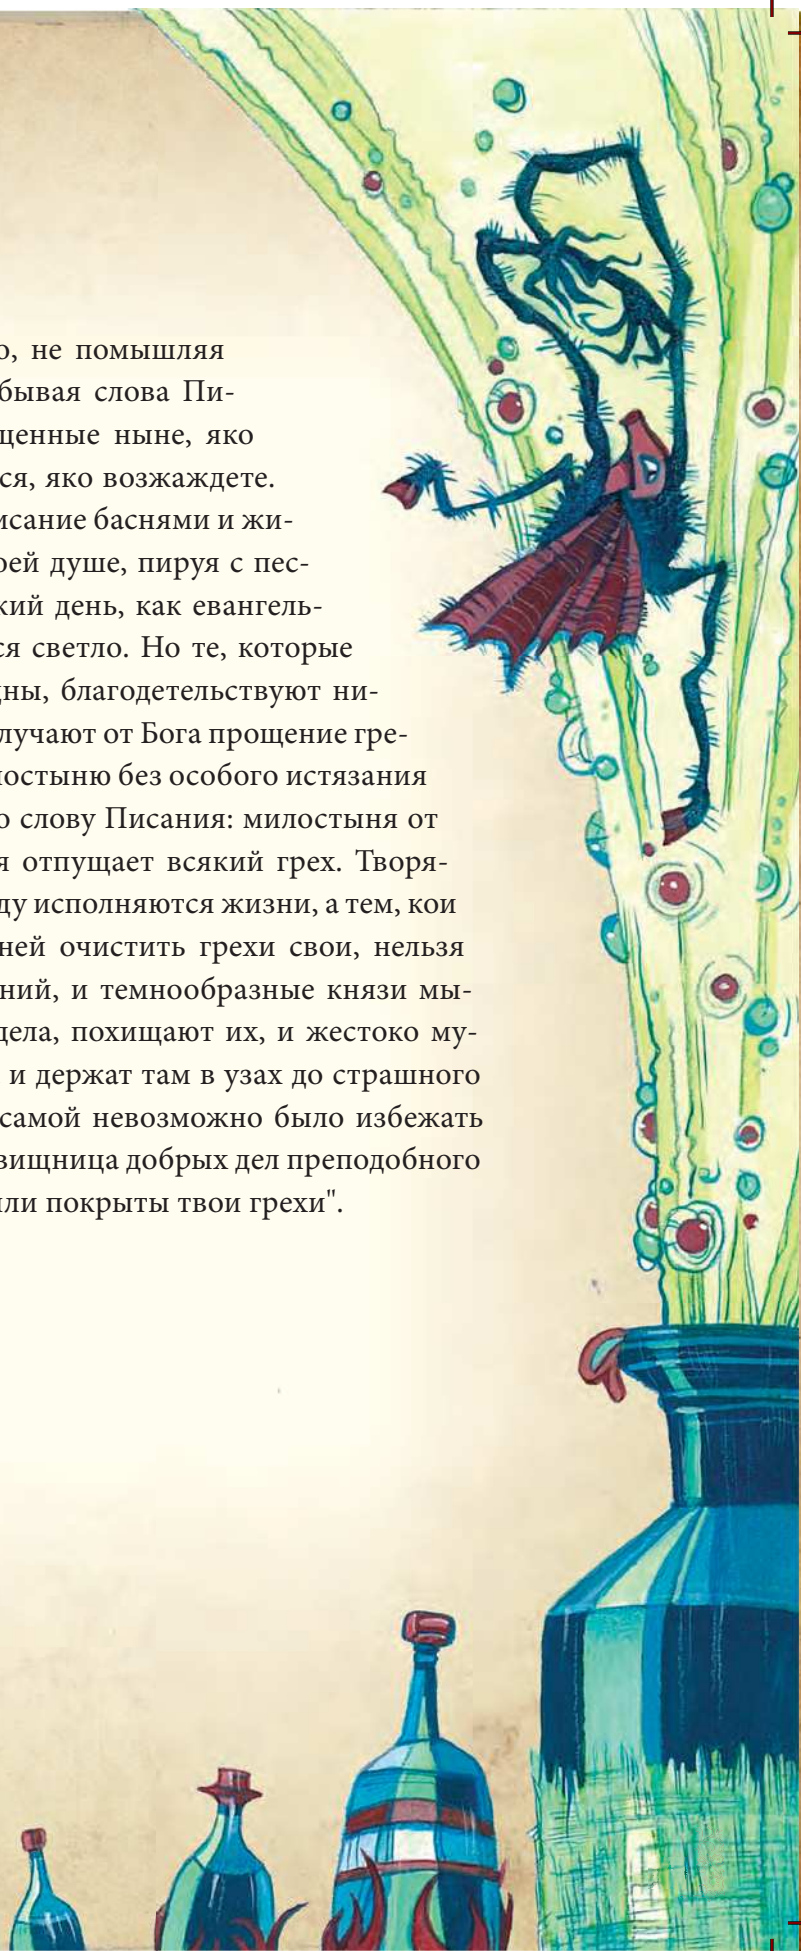 о, не помышляя
бывая слова Пи-
щенные ныне, яко
ся, яко возжаждете.
исание баснями и жи-
оей душе, пируя с пес-
кий день, как евангель-
ся светло. Но те, которые
дны, благодетельствуют ни-
лучают от Бога прощение гре-
лостыню без особого истязания
о слову Писания: милостыня от
я отпущает всякий грех. Творя-
ду исполняются жизни, а тем, кои
ней очистить грехи свои, нельзя
ний, и темнообразные князи мы-
дела, похищают их, и жестоко му-
и держат там в узах до страшного
самой невозможно было избежать
вищница добрых дел преподобного
ыли покрыты твои грехи".